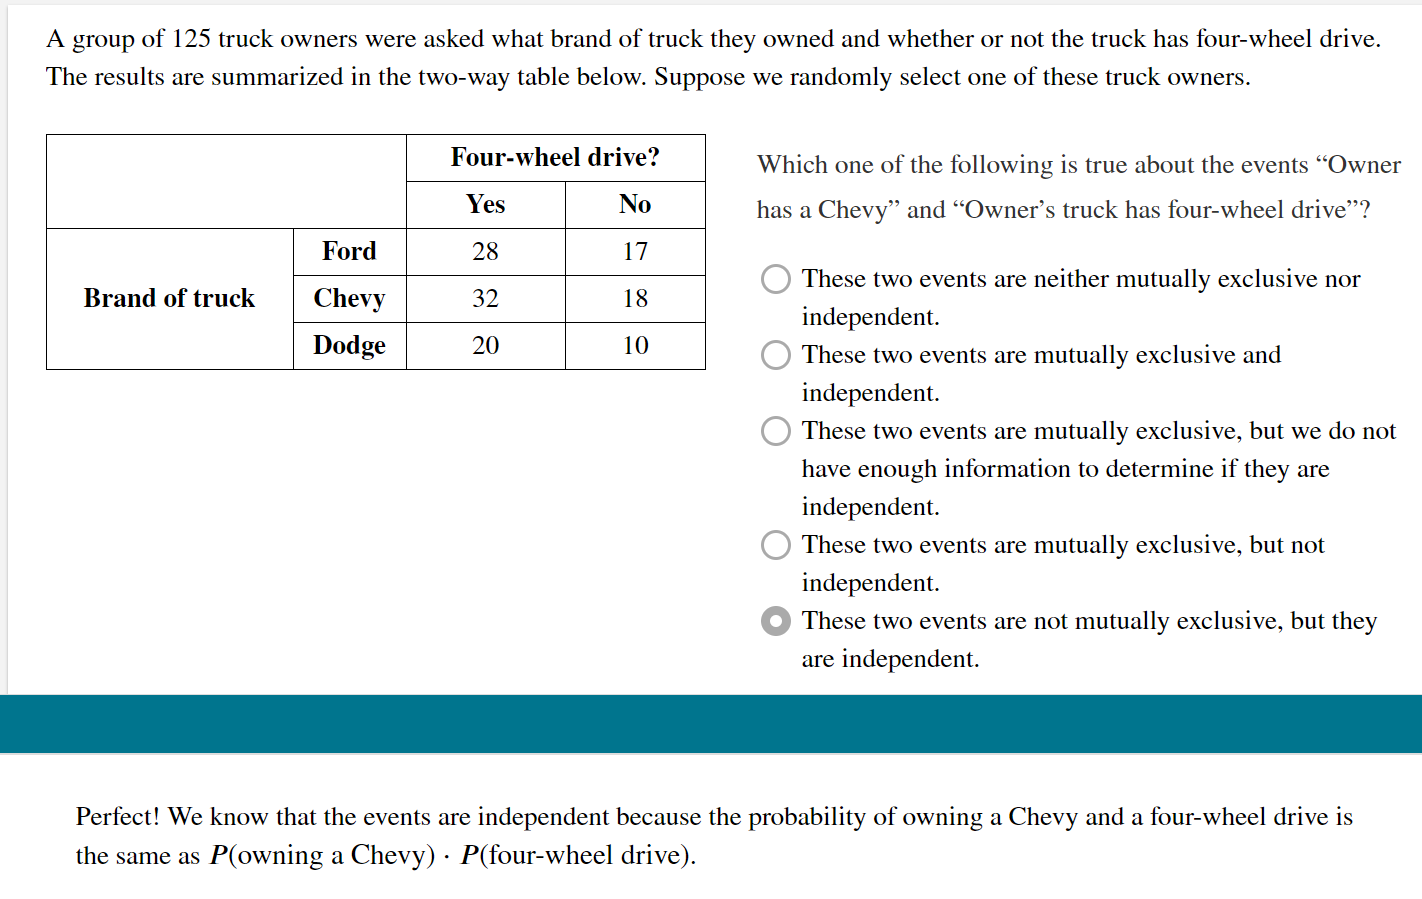 A group of 125 truck owners were asked what brand of truck they owned and whether or not the truck has four-wheel drive.
The results are summarized in the two-way table below. Suppose we randomly select one of these truck owners.
Four-wheel drive?
Yes No
Ford 28 17
Brand of truck Chevy 32 18
Dodge 20 10
Which one of the following is true about the events “Owner
has a Chevy” and “Owner’s truck has four-wheel drive”?
These two events are neither mutually exclusive nor
independent.
These two events are mutually exclusive and
independent.
These two events are mutually exclusive, but we do not
have enough information to determine if they are
independent.
These two events are mutually exclusive, but not
independent.
These two events are not mutually exclusive, but they
are independent.
Perfect! We know that the events are independent because the probability of owning a Chevy and a four-wheel drive is
the same as P(owning a Chevy) · P(four-wheel drive).